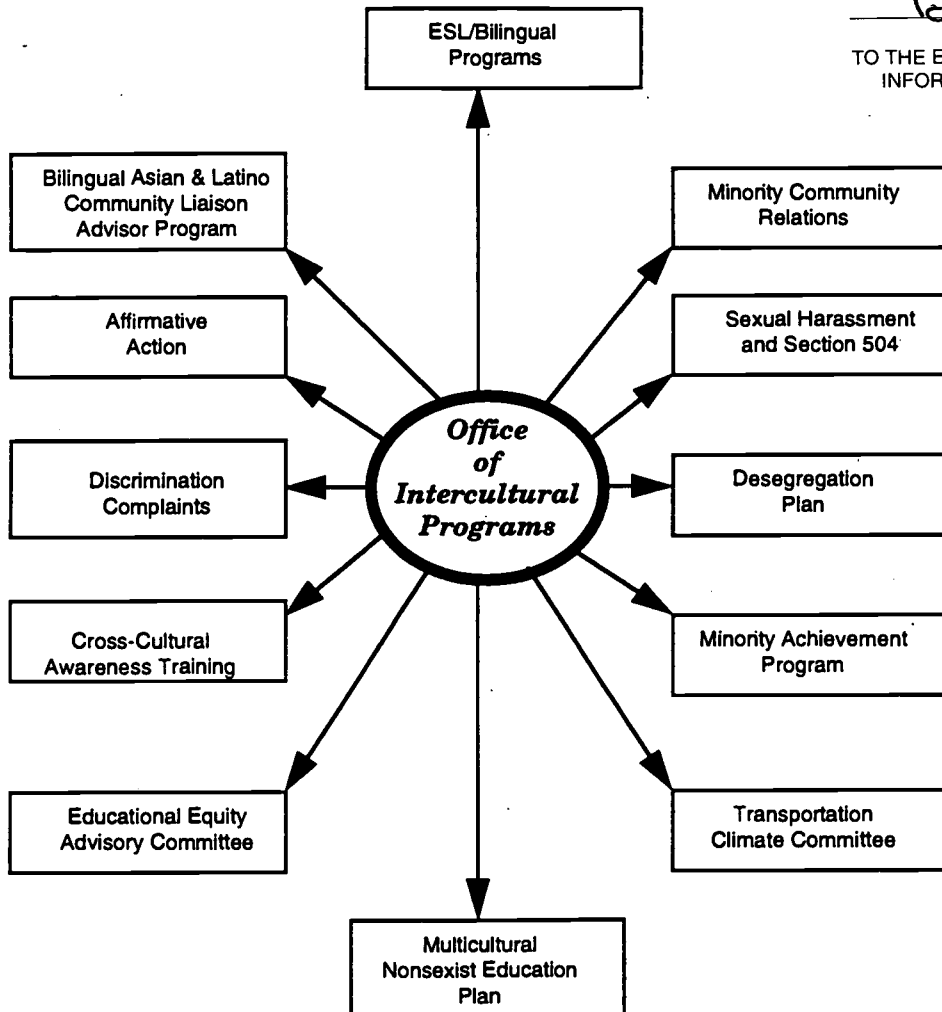 ESL/Bilingual
Programs
TO THE E
INFOR
Bilingual Asian & Latino
Community Liaison
Advisor Program
Minority Community
Relations
Affirmative
Action
Sexual Harassment
and Section 504
Office
of
Intercultural
Programs
Discrimination
Complaints
Desegregation
Plan
Cross-Cultural
Awareness Training
Minority Achievement
Program
Educational Equity
Advisory Committee
Transportation
Climate Committee
Multicultural
Nonsexist Education
Plan